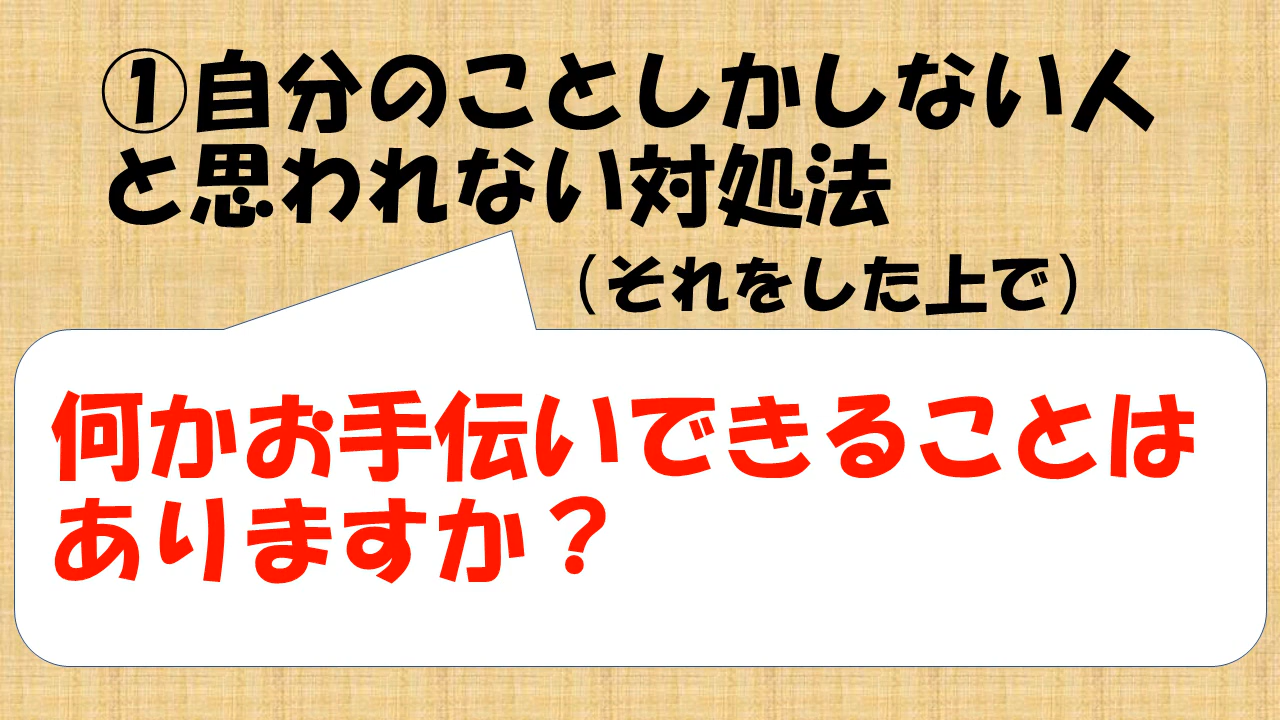 ①自分のことしかしない人
と思われない対処法
（それをした上で）
何かお手伝いできることは
ありますか？